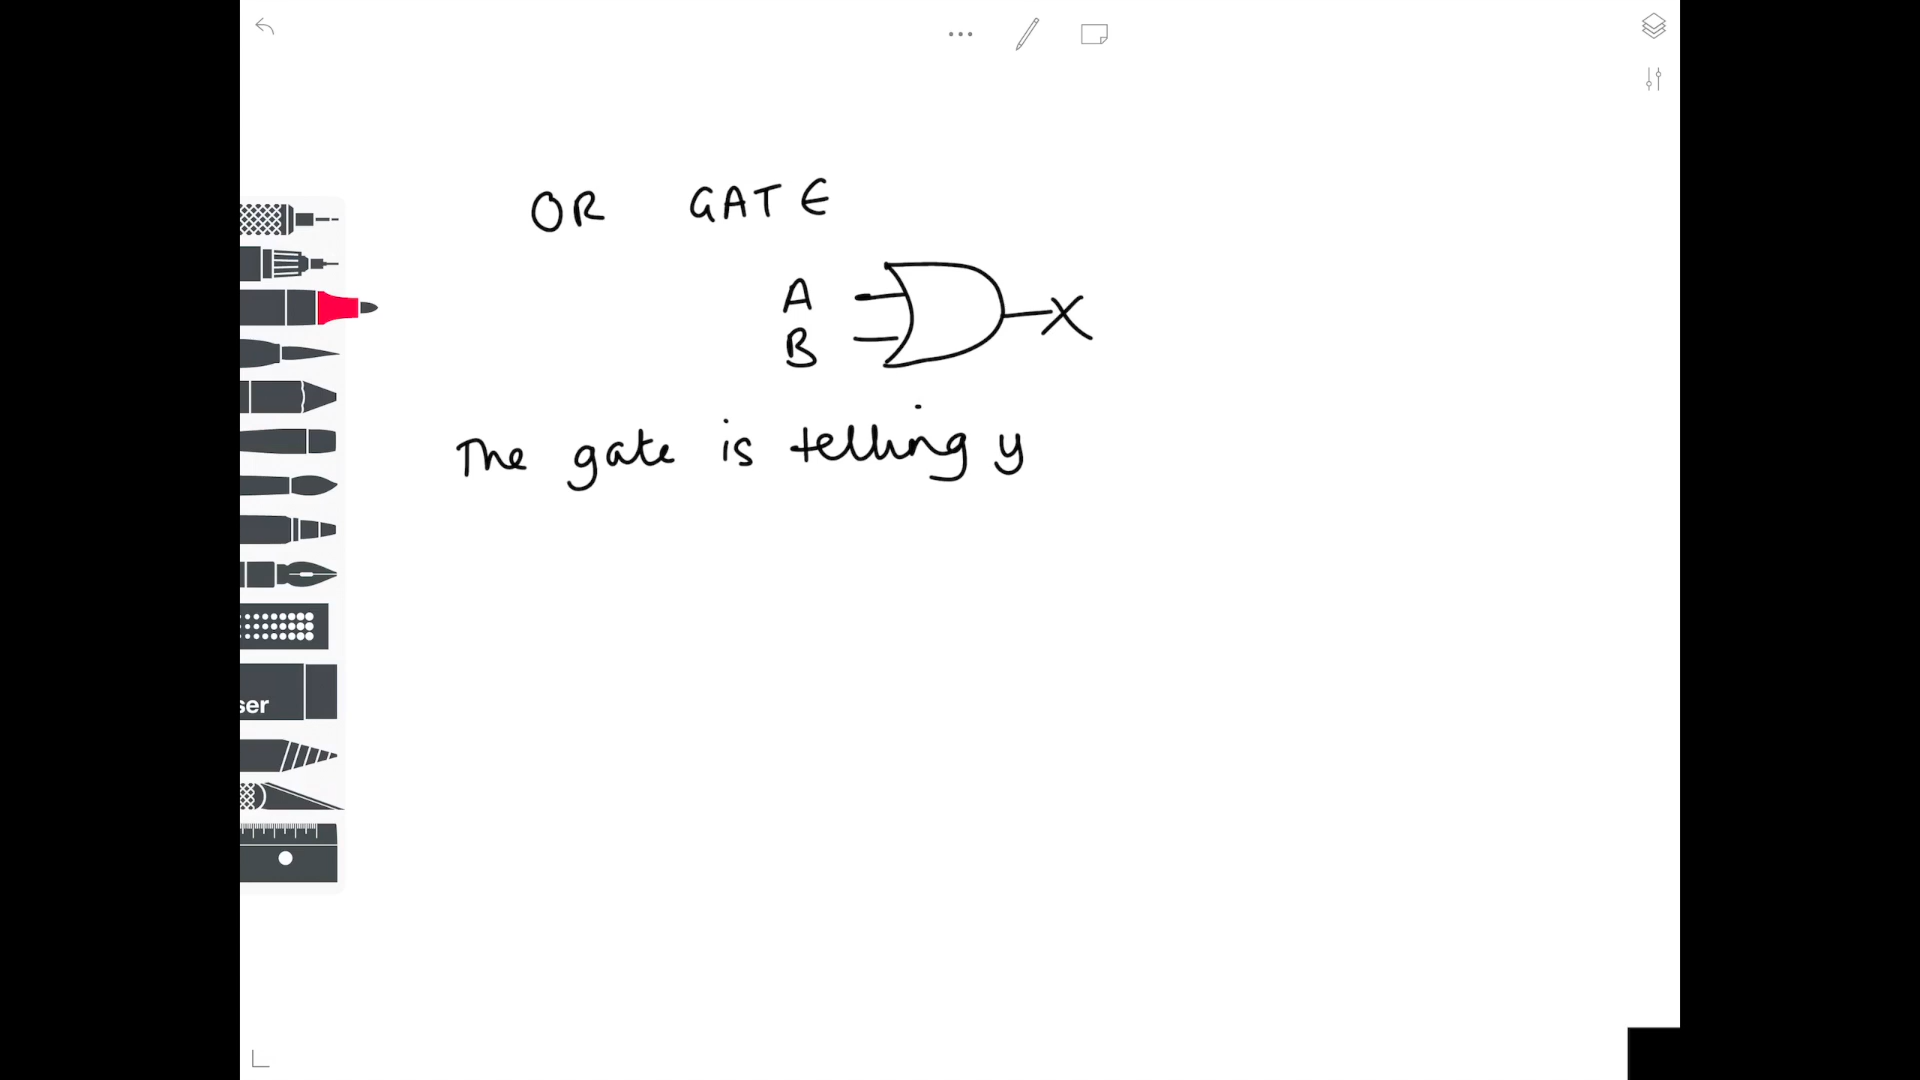 OR GATE
A
B
X
The gate is telling y
ser